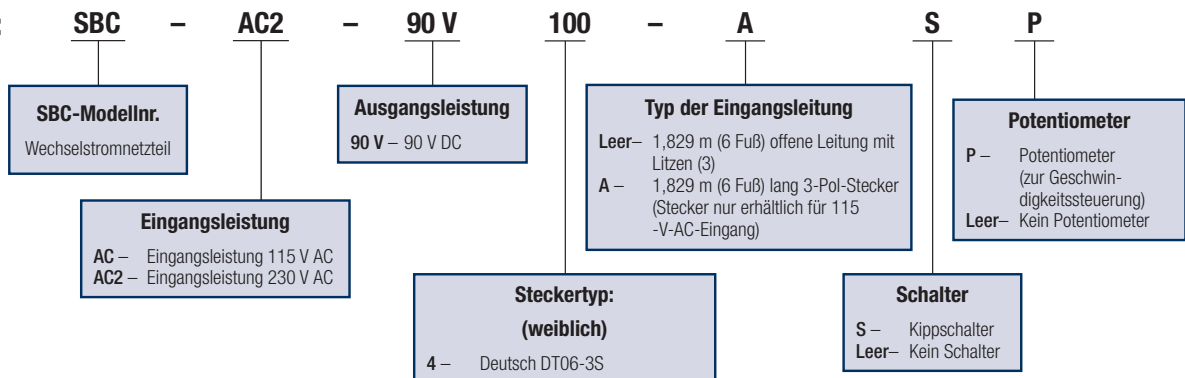 : SBC – AC2 – 90 V 100 – A S P
SBC-Modellnr.
Wechselstromnetzteil
Eingangsleistung
AC – Eingangsleistung 115 V AC
AC2 – Eingangsleistung 230 V AC
Ausgangsleistung
90 V – 90 V DC
Steckertyp:
(weiblich)
4 – Deutsch DT06-3S
Typ der Eingangsleitung
Leer– 1,829 m (6 Fuß) offene Leitung mit
Litzen (3)
A – 1,829 m (6 Fuß) lang 3-Pol-Stecker
(Stecker nur erhältlich für 115
-V-AC-Eingang)
Schalter
S – Kippschalter
Leer– Kein Schalter
Potentiometer
P – Potentiometer
(zur Geschwin-
digkeitssteuerung)
Leer– Kein Potentiometer